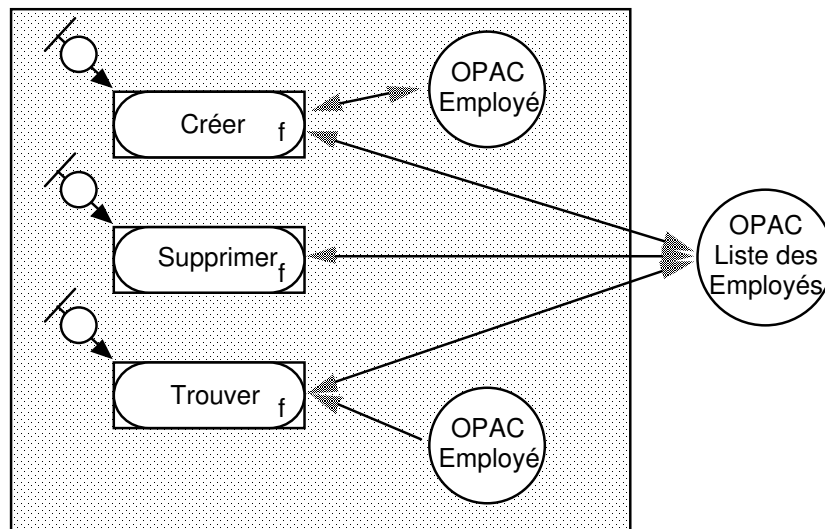 OPAC
Employé
Créer
f
OPAC
Liste des
Employés
Supprimer
f
Trouver
f
OPAC
Employé